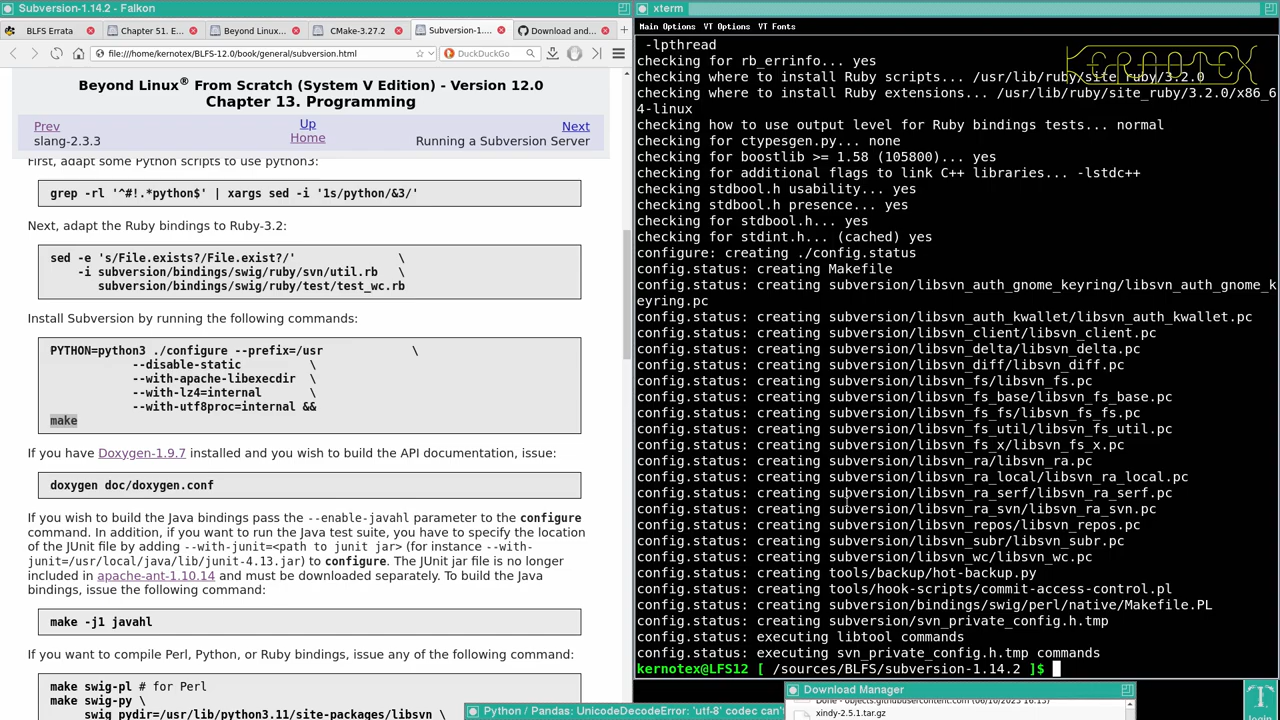 Subversion-1.14.2 - Falkon
BLFS Errata
Chapter 51. E...
Beyond Linux...
CMake-3.27.2
Subversion-1....
Download and...
file:///home/kernotex/BLFS-12.0/book/general/subversion.html
DuckDuckGo
Beyond Linux® From Scratch (System V Edition) - Version 12.0
Chapter 13. Programming
Prev
Up
Next
slang-2.3.3
Home
Running a Subversion Server
First, adapt some Python scripts to use python3:
grep -rl '^#!.*python$' | xargs sed -i '1s/python/&3/'
Next, adapt the Ruby bindings to Ruby-3.2:
sed -e 's/File.exists?/File.exist?/' \
-i subversion/bindings/swig/ruby/svn/util.rb \
subversion/bindings/swig/ruby/test/test_wc.rb
Install Subversion by running the following commands:
PYTHON=python3 ./configure --prefix=/usr \
--disable-static \
--with-apache-libexecdir \
--with-lz4=internal \
--with-utf8proc=internal &&
make
If you have Doxygen-1.9.7 installed and you wish to build the API documentation, issue:
doxygen doc/doxygen.conf
If you wish to build the Java bindings pass the --enable-javahl parameter to the configure
command. In addition, if you want to run the Java test suite, you have to specify the location
of the JUnit file by adding --with-junit=<path to junit jar> (for instance --with-
junit=/usr/local/java/lib/junit-4.13.jar) to configure. The JUnit jar file is no longer
included in apache-ant-1.10.14 and must be downloaded separately. To build the Java
bindings, issue the following command:
make -j1 javahl
If you want to compile Perl, Python, or Ruby bindings, issue any of the following command:
make swig-pl # for Perl
make swig-py \
swig_pydir=/usr/lib/python3.11/site-packages/libsvn \
xterm
Main Options VT Options VT Fonts
KERNOTEX
-lpthread
checking for rb_errinfo... yes
checking where to install Ruby scripts... /usr/lib/ruby/site_ruby/3.2.0
checking where to install Ruby extensions... /usr/lib/ruby/site_ruby/3.2.0/x86_6
4-linux
checking how to use output level for Ruby bindings tests... normal
checking for ctypesgen.py... none
checking for boostlib >= 1.58 (105800)... yes
checking for additional flags to link C++ libraries... -lstdc++
checking stdbool.h usability... yes
checking stdbool.h presence... yes
checking for stdbool.h... yes
checking for stdint.h... (cached) yes
configure: creating ./config.status
config.status: creating Makefile
config.status: creating subversion/libsvn_auth_gnome_keyring/libsvn_auth_gnome_k
eyring.pc
config.status: creating subversion/libsvn_auth_kwallet/libsvn_auth_kwallet.pc
config.status: creating subversion/libsvn_client/libsvn_client.pc
config.status: creating subversion/libsvn_delta/libsvn_delta.pc
config.status: creating subversion/libsvn_diff/libsvn_diff.pc
config.status: creating subversion/libsvn_fs/libsvn_fs.pc
config.status: creating subversion/libsvn_fs_base/libsvn_fs_base.pc
config.status: creating subversion/libsvn_fs_fs/libsvn_fs_fs.pc
config.status: creating subversion/libsvn_fs_util/libsvn_fs_util.pc
config.status: creating subversion/libsvn_fs_x/libsvn_fs_x.pc
config.status: creating subversion/libsvn_ra/libsvn_ra.pc
config.status: creating subversion/libsvn_ra_local/libsvn_ra_local.pc
config.status: creating subversion/libsvn_ra_serf/libsvn_ra_serf.pc
config.status: creating subversion/libsvn_ra_svn/libsvn_ra_svn.pc
config.status: creating subversion/libsvn_repos/libsvn_repos.pc
config.status: creating subversion/libsvn_subr/libsvn_subr.pc
config.status: creating subversion/libsvn_wc/libsvn_wc.pc
config.status: creating tools/backup/hot-backup.py
config.status: creating tools/hook-scripts/commit-access-control.pl
config.status: creating subversion/bindings/swig/perl/native/Makefile.PL
config.status: creating subversion/svn_private_config.h.tmp
config.status: executing libtool commands
config.status: executing svn_private_config.h.tmp commands
kernotex@LFS12 [ /sources/BLFS/subversion-1.14.2 ]$
Download Manager
xindy-2.5.1.tar.gz
Python / Pandas: UnicodeDecodeError: 'utf-8' codec can't
login